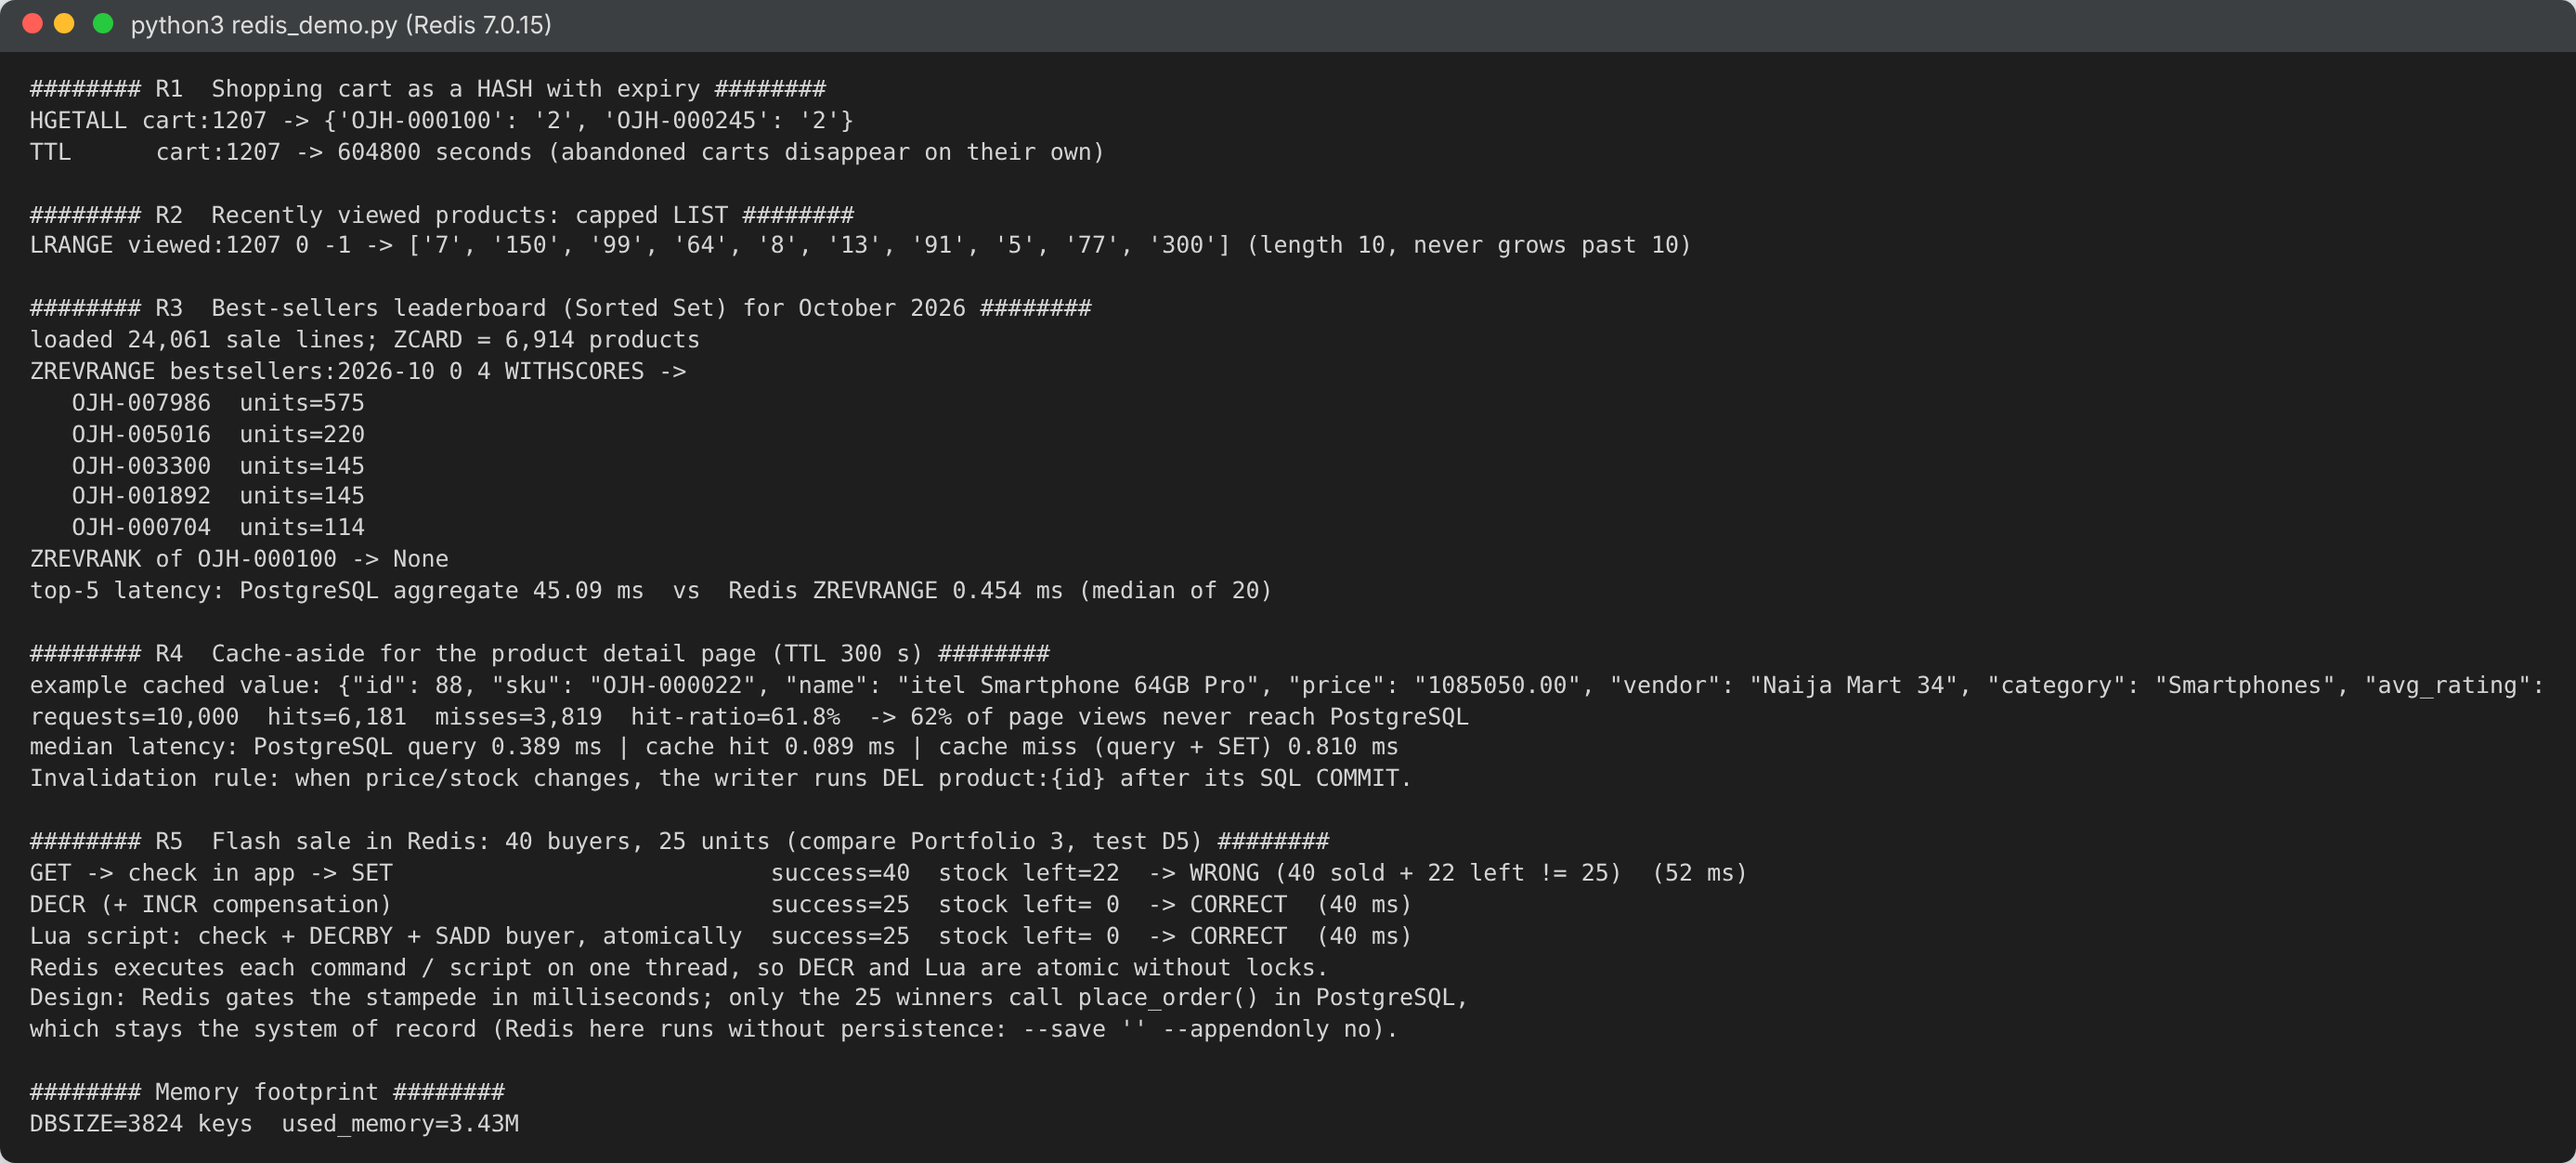 python3 redis_demo.py (Redis 7.0.15)
######## R1  Shopping cart as a HASH with expiry ########
HGETALL cart:1207 -> {'OJH-000100': '2', 'OJH-000245': '2'}
TTL      cart:1207 -> 604800 seconds (abandoned carts disappear on their own)
######## R2  Recently viewed products: capped LIST ########
LRANGE viewed:1207 0 -1 -> ['7', '150', '99', '64', '8', '13', '91', '5', '77', '300'] (length 10, never grows past 10)
######## R3  Best-sellers leaderboard (Sorted Set) for October 2026 ########
loaded 24,061 sale lines; ZCARD = 6,914 products
ZREVRANGE bestsellers:2026-10 0 4 WITHSCORES ->
   OJH-007986  units=575
   OJH-005016  units=220
   OJH-003300  units=145
   OJH-001892  units=145
   OJH-000704  units=114
ZREVRANK of OJH-000100 -> None
top-5 latency: PostgreSQL aggregate 45.09 ms  vs  Redis ZREVRANGE 0.454 ms (median of 20)
######## R4  Cache-aside for the product detail page (TTL 300 s) ########
example cached value: {"id": 88, "sku": "OJH-000022", "name": "itel Smartphone 64GB Pro", "price": "1085050.00", "vendor": "Naija Mart 34", "category": "Smartphones", "avg_rating":
requests=10,000  hits=6,181  misses=3,819  hit-ratio=61.8%  -> 62% of page views never reach PostgreSQL
median latency: PostgreSQL query 0.389 ms | cache hit 0.089 ms | cache miss (query + SET) 0.810 ms
Invalidation rule: when price/stock changes, the writer runs DEL product:{id} after its SQL COMMIT.
######## R5  Flash sale in Redis: 40 buyers, 25 units (compare Portfolio 3, test D5) ########
GET -> check in app -> SET                           success=40  stock left=22  -> WRONG (40 sold + 22 left != 25)  (52 ms)
DECR (+ INCR compensation)                           success=25  stock left= 0  -> CORRECT  (40 ms)
Lua script: check + DECRBY + SADD buyer, atomically  success=25  stock left= 0  -> CORRECT  (40 ms)
Redis executes each command / script on one thread, so DECR and Lua are atomic without locks.
Design: Redis gates the stampede in milliseconds; only the 25 winners call place_order() in PostgreSQL,
which stays the system of record (Redis here runs without persistence: --save '' --appendonly no).
######## Memory footprint ########
DBSIZE=3824 keys  used_memory=3.43M